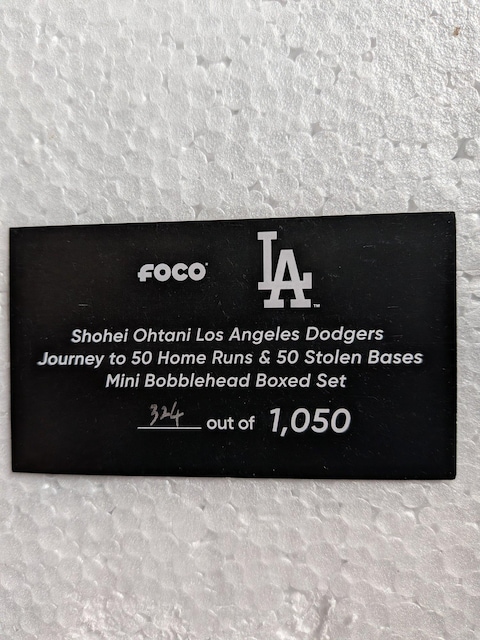 FOCO
LA™
Shohei Ohtani Los Angeles Dodgers
Journey to 50 Home Runs & 50 Stolen Bases
Mini Bobblehead Boxed Set
324 out of 1,050